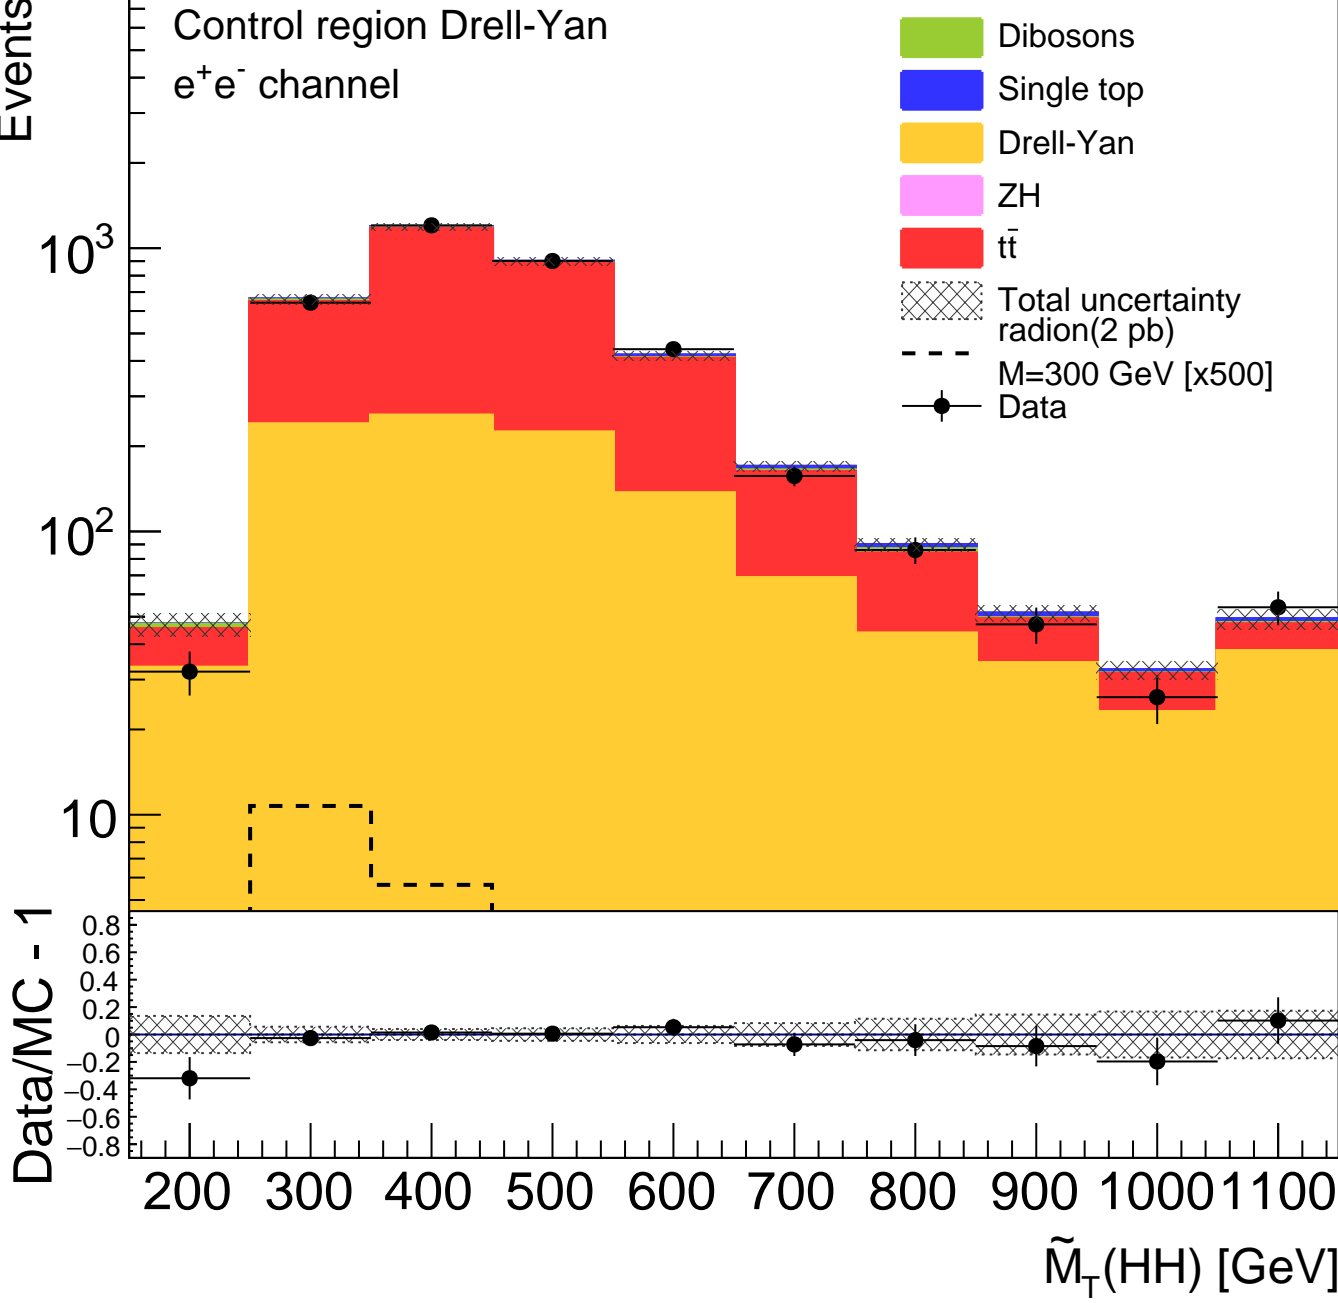 Events
Control region Drell-Yan
e⁺e⁻ channel
Dibosons
Single top
Drell-Yan
ZH
tt̄
Total uncertainty
radion(2 pb)
M=300 GeV [x500]
Data
10³
10²
10
Data/MC - 1
0.8
0.6
0.4
0.2
0
−0.2
−0.4
−0.6
−0.8
200 300 400 500 600 700 800 900 1000 1100
M̃_T(HH) [GeV]